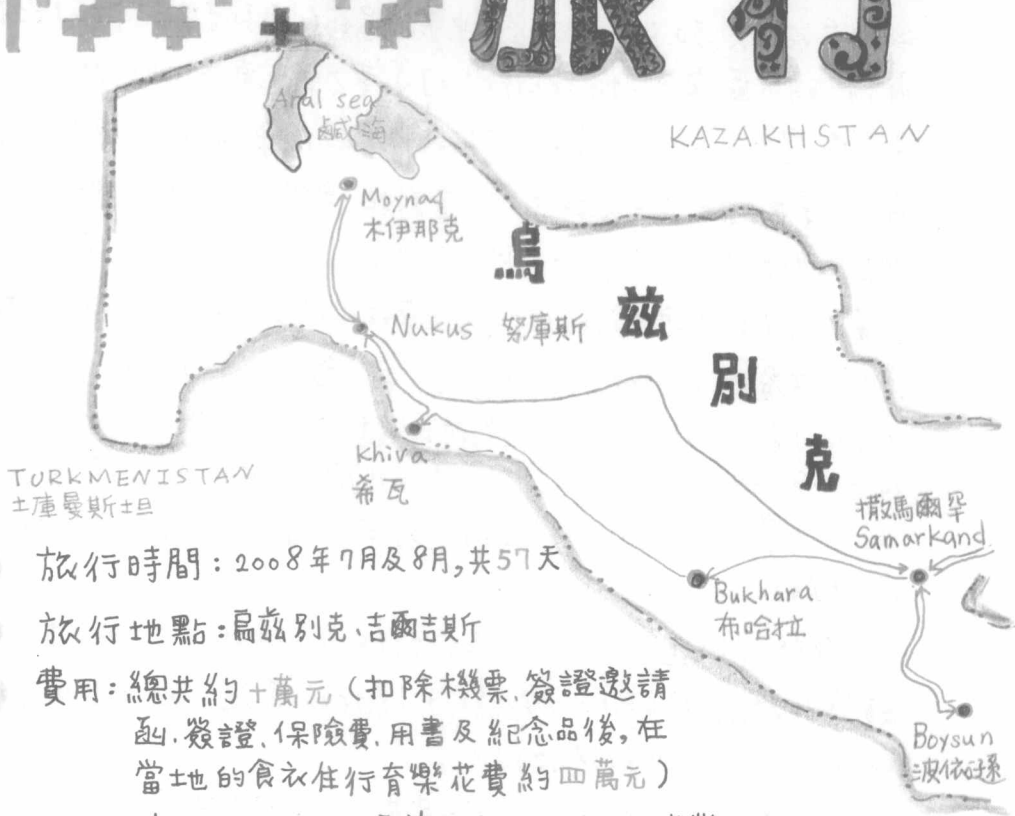 旅行
Aral sea
鹹海
KAZAKHSTAN
Moynaq
木伊那克
烏茲別克
Nukus 努庫斯
Khiva
希瓦
TURKMENISTAN
土庫曼斯坦
撒馬爾罕
Samarkand
Bukhara
布哈拉
Boysun
波依孫
旅行時間：2008年7月及8月,共57天
旅行地點：烏茲別克、吉爾吉斯
費用：總共約十萬元（扣除機票、簽證邀請
函、簽證、保險費、用書及紀念品後,在
當地的食衣住行育樂花費約四萬元）